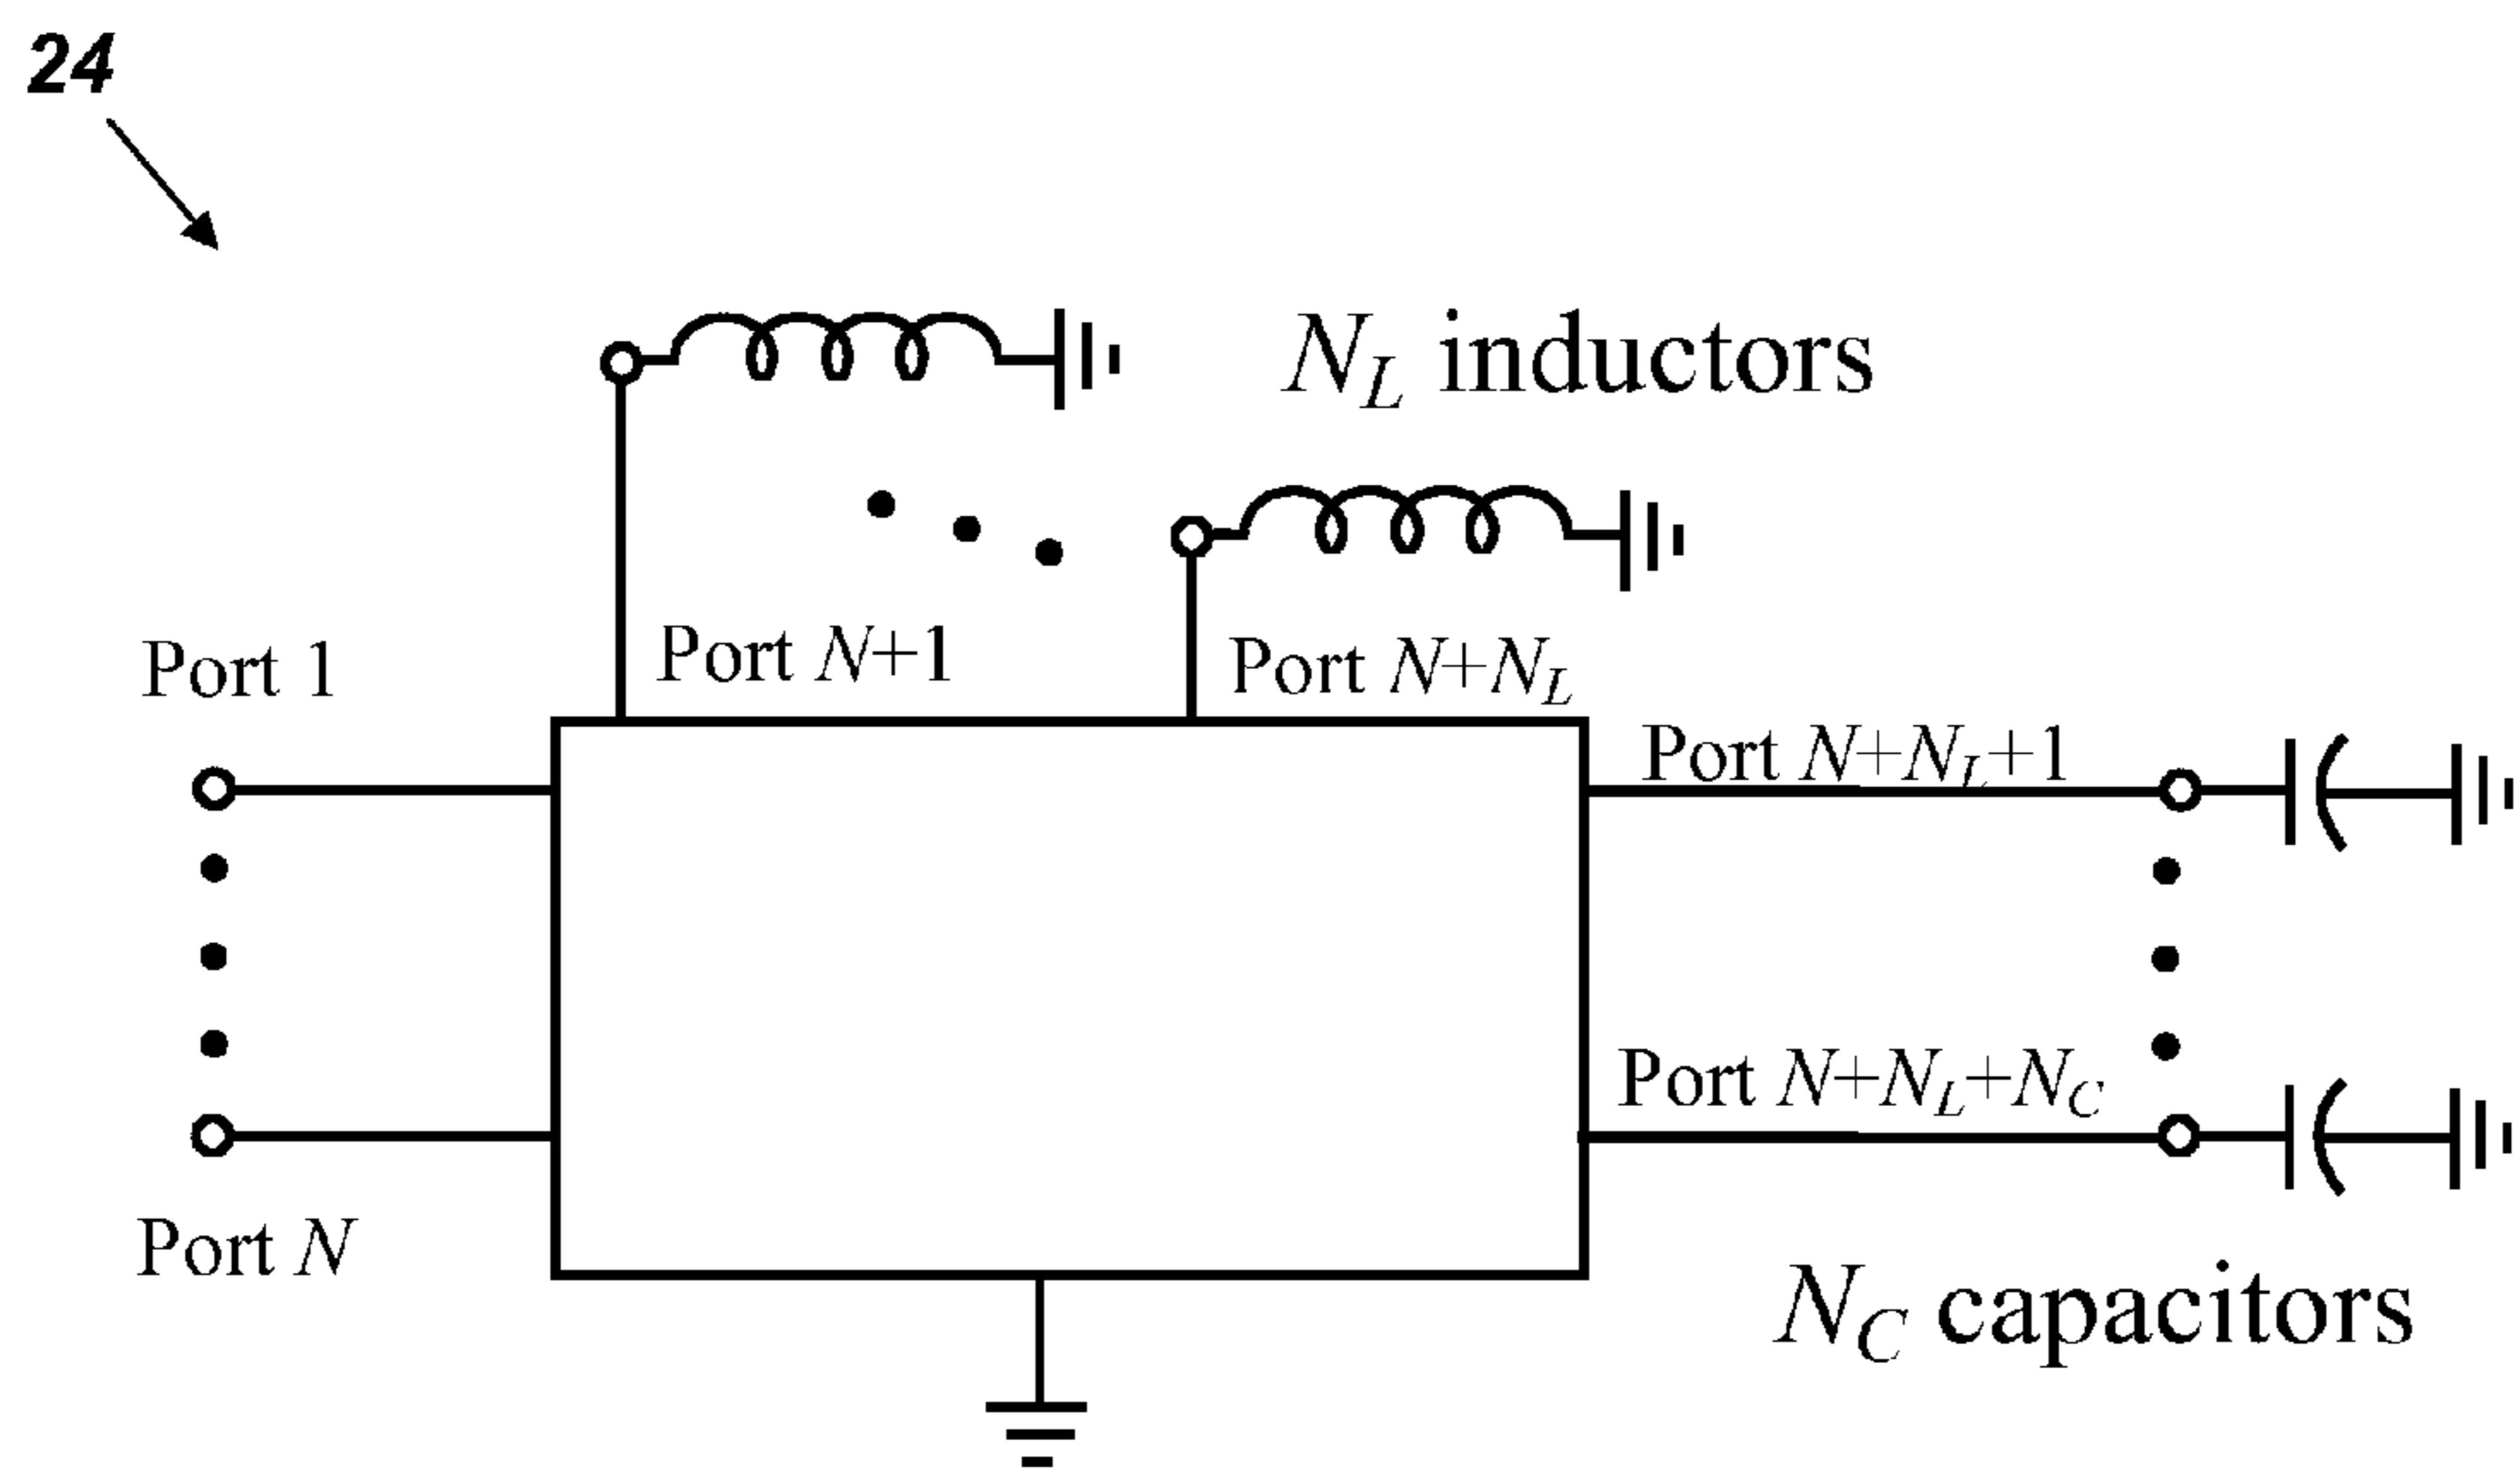 24
N_L inductors
Port 1
Port N+1
Port N+N_L
Port N+N_L+1
Port N+N_L+N_C
Port N
N_C capacitors